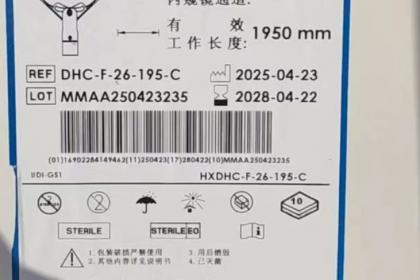 内窥镜通道:
有 效
工作长度: 1950 mm
REF DHC-F-26-195-C 2025-04-23
LOT MMAA250423235 2028-04-22
(01)16902284149462(11)250423(17)280422(10)MMAA250423235
UDI-GS1 HXDHC-F-26-195-C
2 10
STERILE STERILE EO i
1. 包装破损严禁使用 3. 用后销毁
2. 其他内容详见说明书 4. 已灭菌